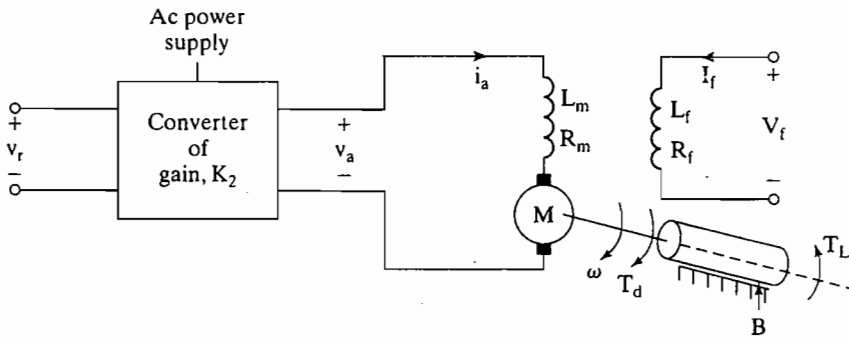 Ac power
supply
+
v_r
−
Converter
of
gain, K_2
+
v_a
−
i_a
L_m
R_m
M
I_f
L_f
R_f
+
V_f
−
ω
T_d
T_L
B